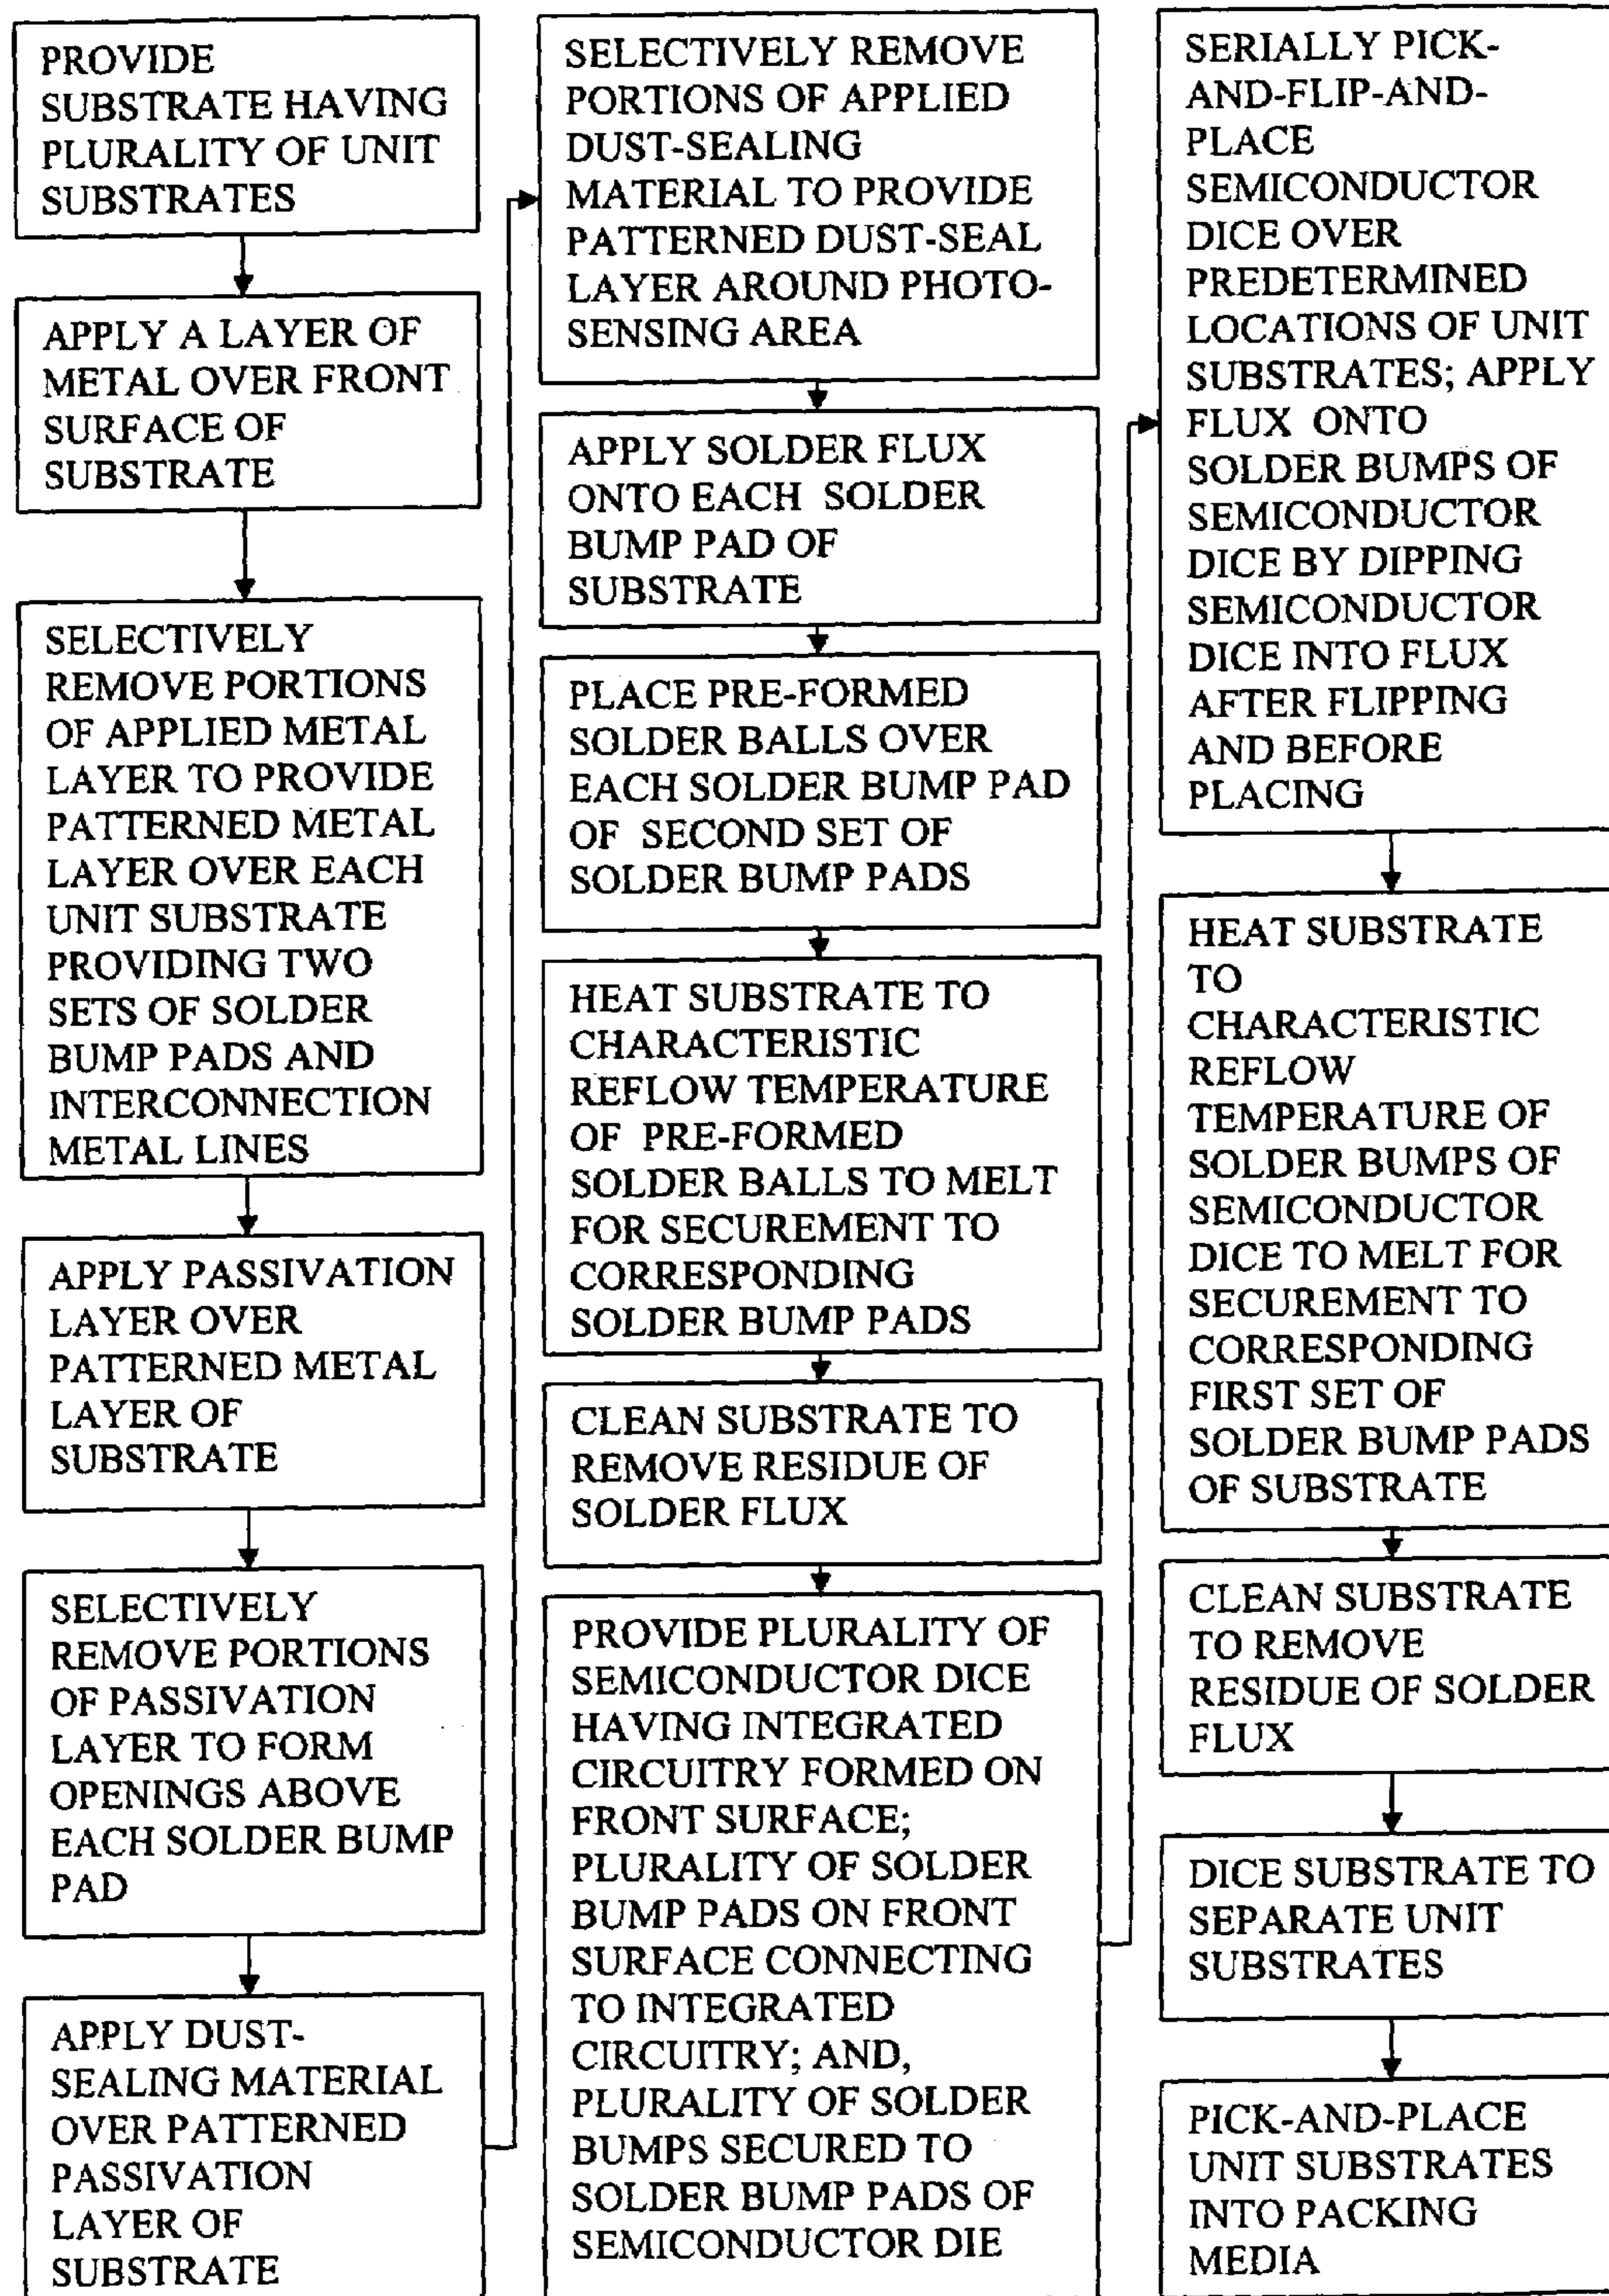 PROVIDE
SUBSTRATE HAVING
PLURALITY OF UNIT
SUBSTRATES
APPLY A LAYER OF
METAL OVER FRONT
SURFACE OF
SUBSTRATE
SELECTIVELY
REMOVE PORTIONS
OF APPLIED METAL
LAYER TO PROVIDE
PATTERNED METAL
LAYER OVER EACH
UNIT SUBSTRATE
PROVIDING TWO
SETS OF SOLDER
BUMP PADS AND
INTERCONNECTION
METAL LINES
APPLY PASSIVATION
LAYER OVER
PATTERNED METAL
LAYER OF
SUBSTRATE
SELECTIVELY
REMOVE PORTIONS
OF PASSIVATION
LAYER TO FORM
OPENINGS ABOVE
EACH SOLDER BUMP
PAD
APPLY DUST-
SEALING MATERIAL
OVER PATTERNED
PASSIVATION
LAYER OF
SUBSTRATE
SELECTIVELY REMOVE
PORTIONS OF APPLIED
DUST-SEALING
MATERIAL TO PROVIDE
PATTERNED DUST-SEAL
LAYER AROUND PHOTO-
SENSING AREA
APPLY SOLDER FLUX
ONTO EACH SOLDER
BUMP PAD OF
SUBSTRATE
PLACE PRE-FORMED
SOLDER BALLS OVER
EACH SOLDER BUMP PAD
OF SECOND SET OF
SOLDER BUMP PADS
HEAT SUBSTRATE TO
CHARACTERISTIC
REFLOW TEMPERATURE
OF PRE-FORMED
SOLDER BALLS TO MELT
FOR SECUREMENT TO
CORRESPONDING
SOLDER BUMP PADS
CLEAN SUBSTRATE TO
REMOVE RESIDUE OF
SOLDER FLUX
PROVIDE PLURALITY OF
SEMICONDUCTOR DICE
HAVING INTEGRATED
CIRCUITRY FORMED ON
FRONT SURFACE;
PLURALITY OF SOLDER
BUMP PADS ON FRONT
SURFACE CONNECTING
TO INTEGRATED
CIRCUITRY; AND,
PLURALITY OF SOLDER
BUMPS SECURED TO
SOLDER BUMP PADS OF
SEMICONDUCTOR DIE
SERIALLY PICK-
AND-FLIP-AND-
PLACE
SEMICONDUCTOR
DICE OVER
PREDETERMINED
LOCATIONS OF UNIT
SUBSTRATES; APPLY
FLUX ONTO
SOLDER BUMPS OF
SEMICONDUCTOR
DICE BY DIPPING
SEMICONDUCTOR
DICE INTO FLUX
AFTER FLIPPING
AND BEFORE
PLACING
HEAT SUBSTRATE
TO
CHARACTERISTIC
REFLOW
TEMPERATURE OF
SOLDER BUMPS OF
SEMICONDUCTOR
DICE TO MELT FOR
SECUREMENT TO
CORRESPONDING
FIRST SET OF
SOLDER BUMP PADS
OF SUBSTRATE
CLEAN SUBSTRATE
TO REMOVE
RESIDUE OF SOLDER
FLUX
DICE SUBSTRATE TO
SEPARATE UNIT
SUBSTRATES
PICK-AND-PLACE
UNIT SUBSTRATES
INTO PACKING
MEDIA